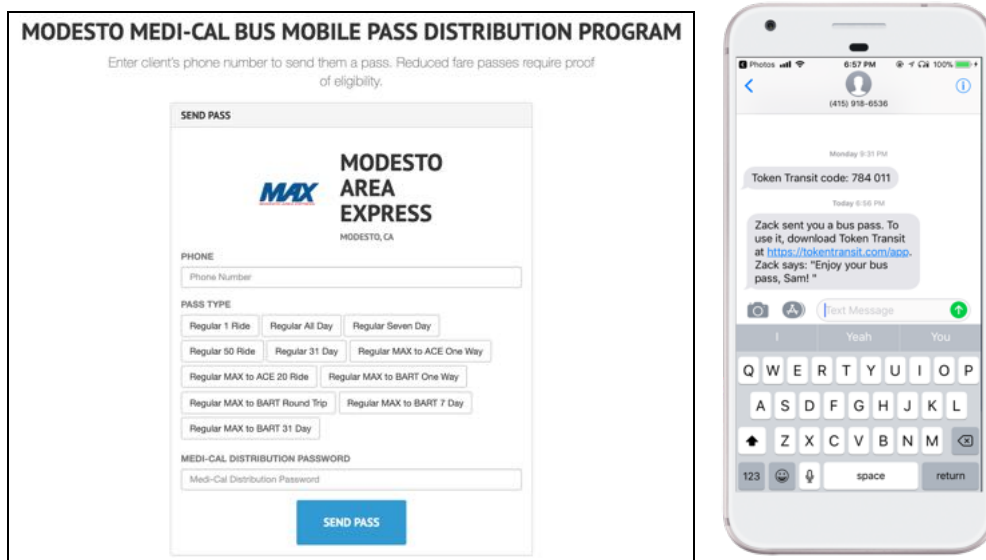 MODESTO MEDI-CAL BUS MOBILE PASS DISTRIBUTION PROGRAM
Enter client's phone number to send them a pass. Reduced fare passes require proof
of eligibility.
SEND PASS
MAX
MODESTO
AREA
EXPRESS
MODESTO, CA
PHONE
Phone Number
PASS TYPE
Regular 1 Ride
Regular All Day
Regular Seven Day
Regular 50 Ride
Regular 31 Day
Regular MAX to ACE One Way
Regular MAX to ACE 20 Ride
Regular MAX to BART One Way
Regular MAX to BART Round Trip
Regular MAX to BART 7 Day
Regular MAX to BART 31 Day
MEDI-CAL DISTRIBUTION PASSWORD
Medi-Cal Distribution Password
SEND PASS
Photos 6:57 PM 100%
(415) 918-6536
Monday 9:31 PM
Token Transit code: 784 011
Today 6:56 PM
Zack sent you a bus pass. To
use it, download Token Transit
at https://tokentransit.com/app.
Zack says: "Enjoy your bus
pass, Sam! "
Text Message
I Yeah You
Q W E R T Y U I O P
A S D F G H J K L
Z X C V B N M
123 space return